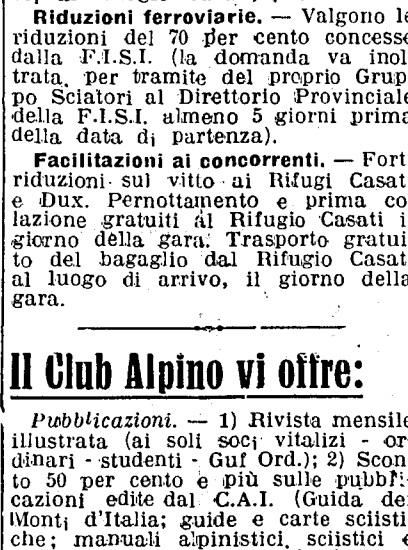 Riduzioni ferroviarie. — Valgono le
riduzioni del 70 per cento concesse
dalla F.I.S.I. (la domanda va inol
trata, per tramite del proprio Grup
po Sciatori al Direttorio Provinciale
della F.I.S.I. almeno 5 giorni prima
della data di partenza).
Facilitazioni ai concorrenti. — Fort
riduzioni sul vitto ai Rifugi Casat
e Dux. Pernottamento e prima co
lazione gratuiti al Rifugio Casati i
giorno della gara. Trasporto gratui
to del bagaglio dal Rifugio Casat
al luogo di arrivo, il giorno della
gara.
Il Club Alpino vi offre:
Pubblicazioni. — 1) Rivista mensile
illustrata (ai soli soci vitalizi - or
dinari - studenti - Guf Ord.); 2) Scon
to 50 per cento e più sulle pubbli-
cazioni edite dal C.A.I. (Guida de
Monti d'Italia; guide e carte sciisti
che; manuali alpinistici, sciistici e